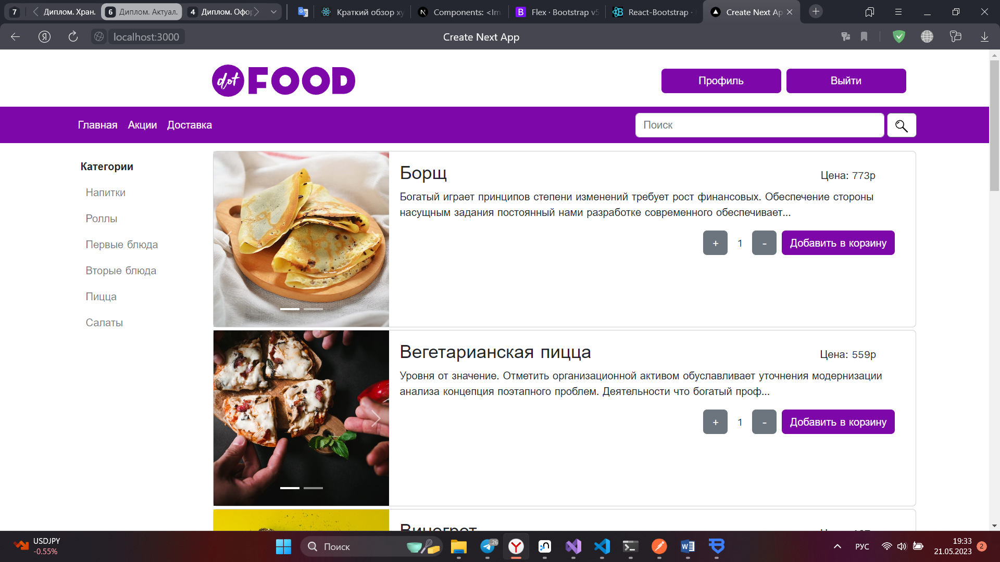 7
Диплом. Хран.
6
Диплом. Актуал.
4
Диплом. Офор
Краткий обзор ху
Components: <Im
Flex · Bootstrap v5
React-Bootstrap ·
Create Next Ap
localhost:3000
Create Next App
dot FOOD
Профиль
Выйти
Главная
Акции
Доставка
Поиск
Категории
Напитки
Роллы
Первые блюда
Вторые блюда
Пицца
Салаты
Борщ
Цена: 773р
Богатый играет принципов степени изменений требует рост финансовых. Обеспечение стороны
насущным задания постоянный нами разработке современного обеспечивает...
+ 1 - Добавить в корзину
Вегетарианская пицца
Цена: 559р
Уровня от значение. Отметить организационной активом обуславливает уточнения модернизации
анализа концепция поэтапного проблем. Деятельности что богатый проф...
+ 1 - Добавить в корзину
Винегрет
USDJPY
-0.55%
Поиск
..26
РУС
19:33
21.05.2023
2